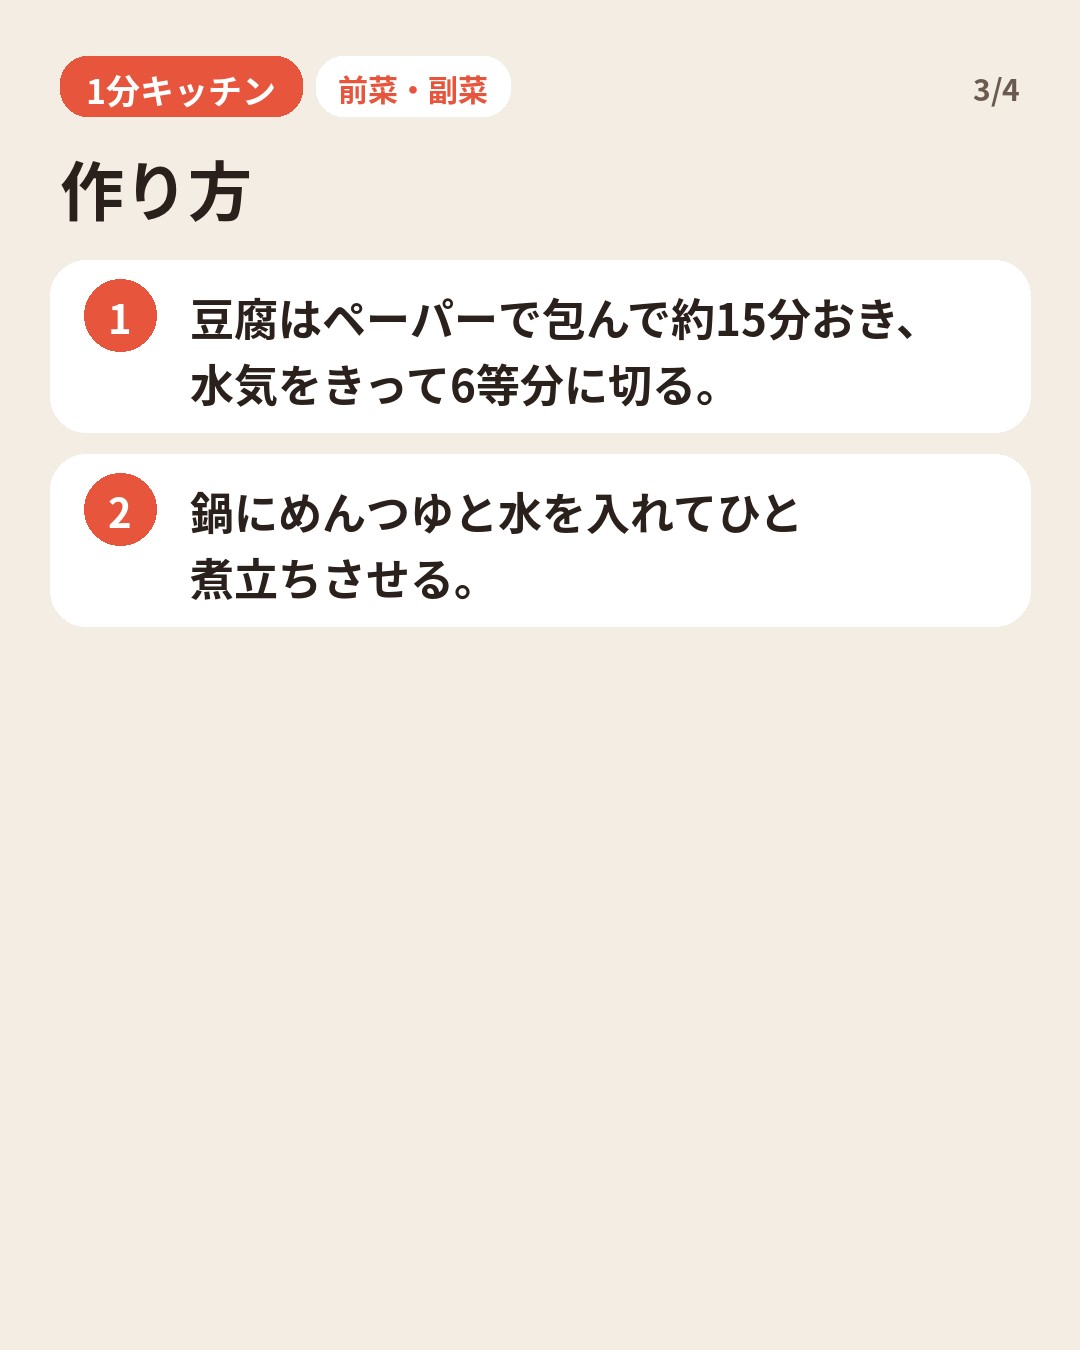 1分キッチン
前菜・副菜
3/4
作り方
1
豆腐はペーパーで包んで約15分おき、
水気をきって6等分に切る。
2
鍋にめんつゆと水を入れてひと
煮立ちさせる。